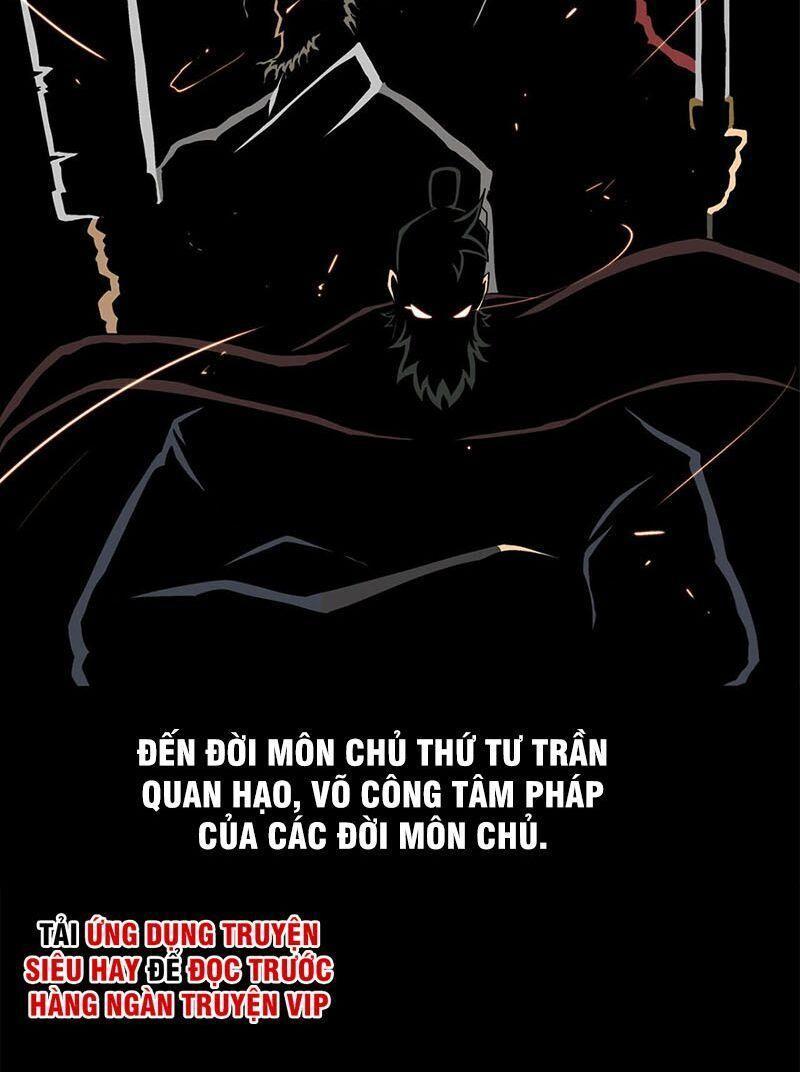 ĐẾN ĐỜI MÔN CHỦ THỨ TƯ TRẦN
QUAN HẠO, VÕ CÔNG TÂM PHÁP
CỦA CÁC ĐỜI MÔN CHỦ.
TẢI ỨNG DỤNG TRUYỆN
SIÊU HAY ĐỂ ĐỌC TRƯỚC
HÀNG NGÀN TRUYỆN VIP